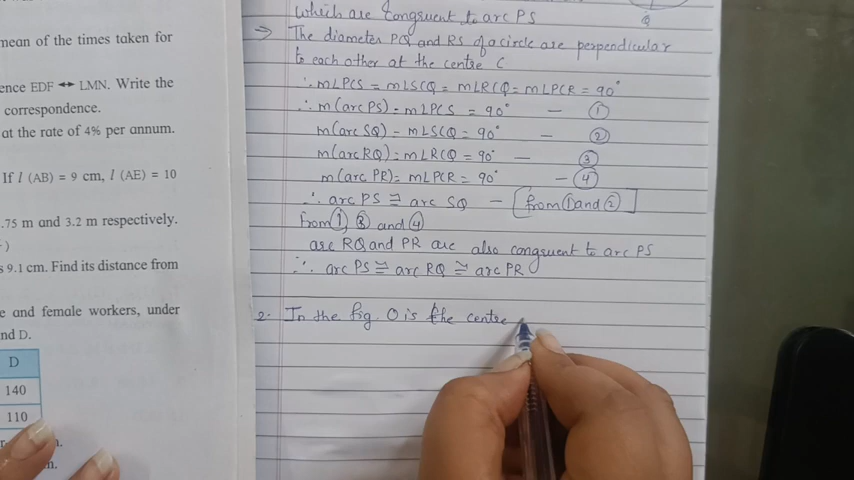 mean of the times taken for
ence EDF ↔ LMN. Write the
correspondence.
at the rate of 4% per annum.
If l (AB) = 9 cm, l (AE) = 10
.75 m and 3.2 m respectively.
)
s 9.1 cm. Find its distance from
e and female workers, under
nd D.
D
140
110
which are congruent to arc PS
Q
⇒ The diameter PQ and RS of a circle are perpendicular
to each other at the centre C
∴ m∠PCS = m∠SCQ = m∠RCQ = m∠PCR = 90°
∴ m(arc PS) = m∠PCS = 90° — ①
m(arc SQ) = m∠SCQ = 90° — ②
m(arc RQ) = m∠RCQ = 90° — ③
m(arc PR) = m∠PCR = 90° — ④
∴ arc PS ≅ arc SQ — [from ① and ②]
from ①, ③ and ④
arc RQ and PR are also congruent to arc PS
∴ arc PS ≅ arc RQ ≅ arc PR
2. In the fig. O is the centre